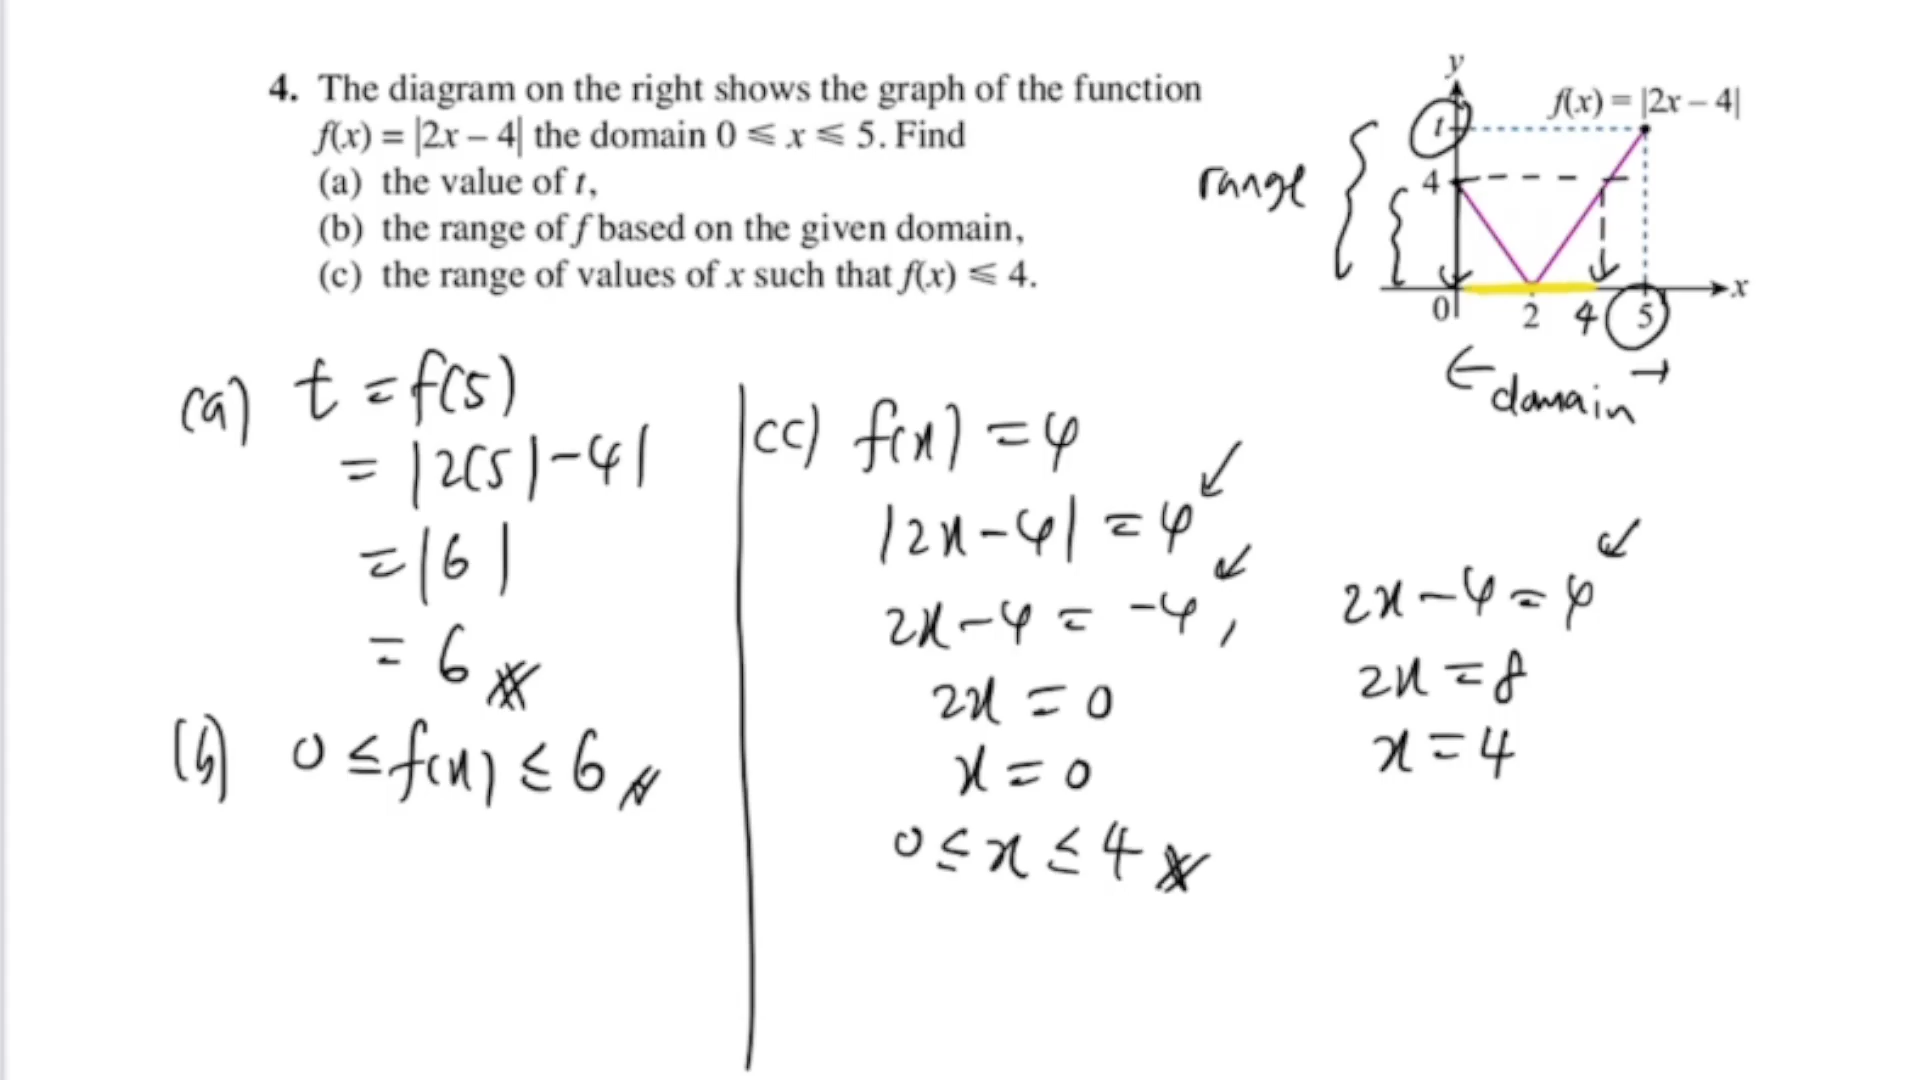 4. The diagram on the right shows the graph of the function
f(x) = |2x – 4| the domain 0 ⩽ x ⩽ 5. Find
(a) the value of t,
(b) the range of f based on the given domain,
(c) the range of values of x such that f(x) ⩽ 4.
y
f(x) = |2x – 4|
t
range
4
x
0
2
4
5
domain
(a) t = f(5)
= |2(5)-4|
= |6|
= 6
(b) 0 ≤ f(x) ≤ 6
(c) f(x) = 4
|2x-4| = 4
2x-4 = -4, 2x-4 = 4
2x = 0 2x = 8
x = 0 x = 4
0 ≤ x ≤ 4